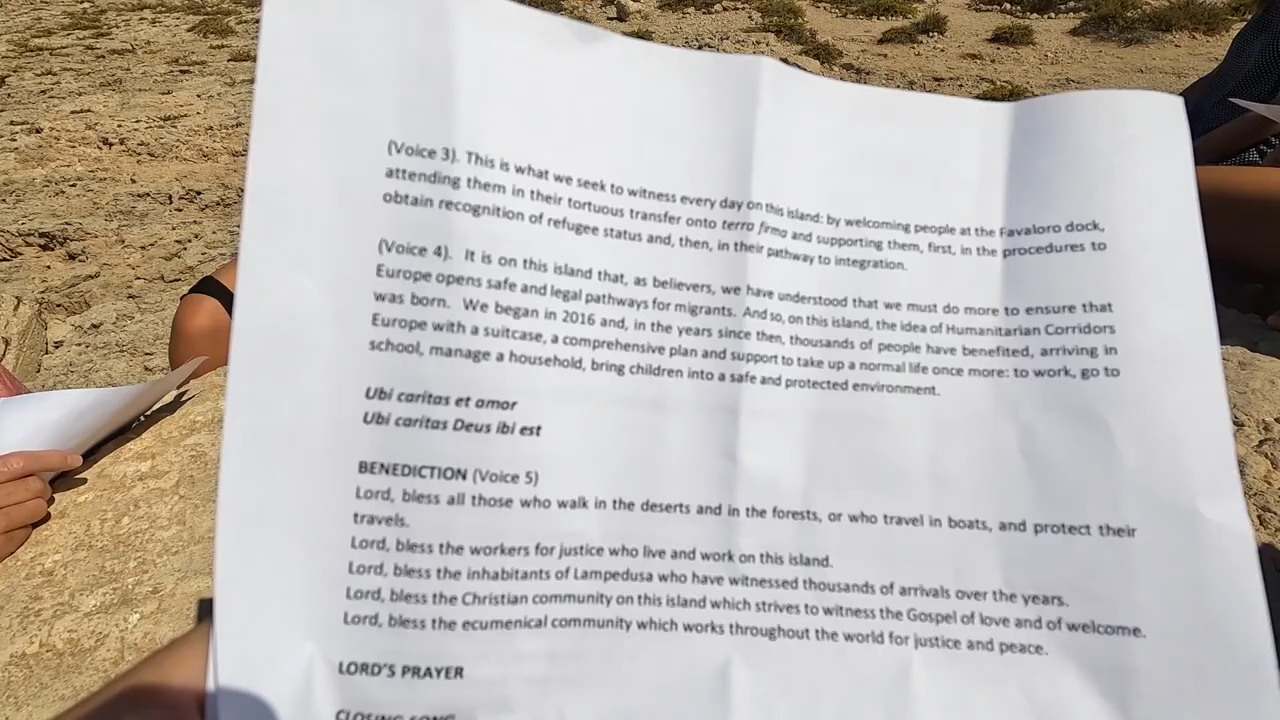 (Voice 3). This is what we seek to witness every day on this island: by welcoming people at the Favaloro dock,
attending them in their tortuous transfer onto terra firma and supporting them, first, in the procedures to
obtain recognition of refugee status and, then, in their pathway to integration.
(Voice 4). It is on this island that, as believers, we have understood that we must do more to ensure that
Europe opens safe and legal pathways for migrants. And so, on this island, the idea of Humanitarian Corridors
was born. We began in 2016 and, in the years since then, thousands of people have benefited, arriving in
Europe with a suitcase, a comprehensive plan and support to take up a normal life once more: to work, go to
school, manage a household, bring children into a safe and protected environment.
Ubi caritas et amor
Ubi caritas Deus ibi est
BENEDICTION (Voice 5)
Lord, bless all those who walk in the deserts and in the forests, or who travel in boats, and protect their
travels.
Lord, bless the workers for justice who live and work on this island.
Lord, bless the inhabitants of Lampedusa who have witnessed thousands of arrivals over the years.
Lord, bless the Christian community on this island which strives to witness the Gospel of love and of welcome.
Lord, bless the ecumenical community which works throughout the world for justice and peace.
LORD'S PRAYER
CLOSING SONG